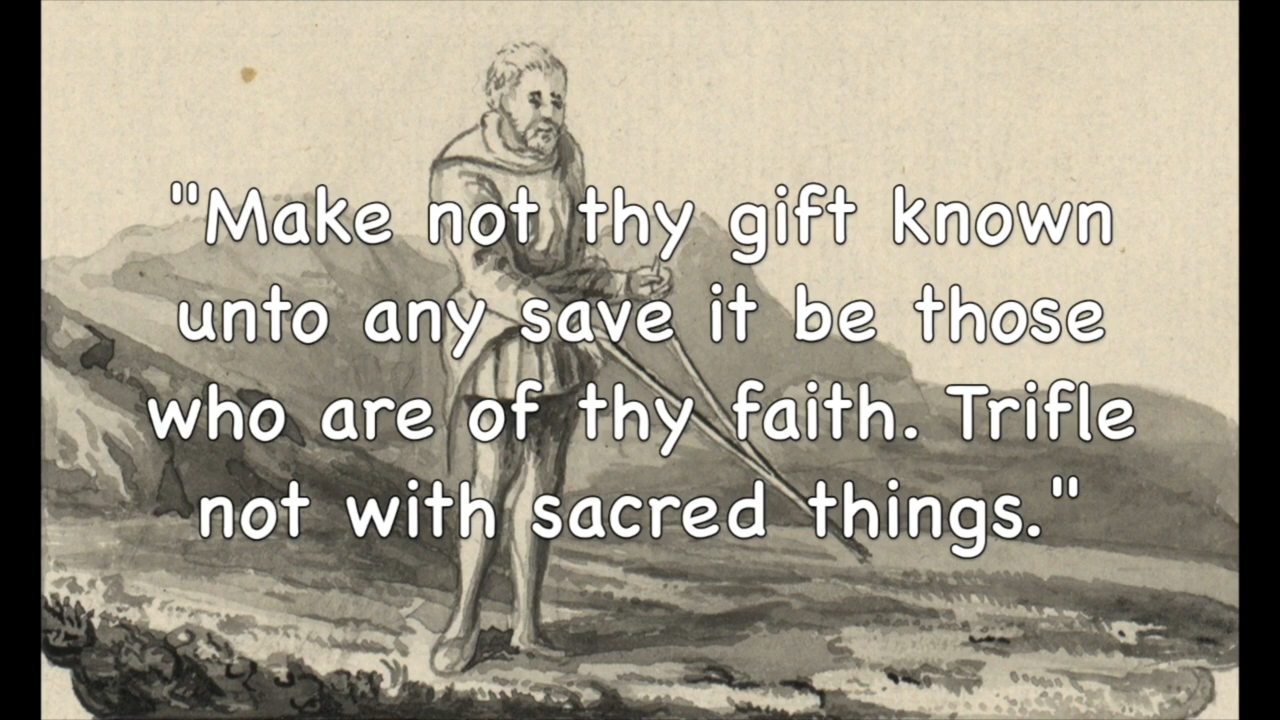 "Make not thy gift known
unto any save it be those
who are of thy faith. Trifle
not with sacred things."